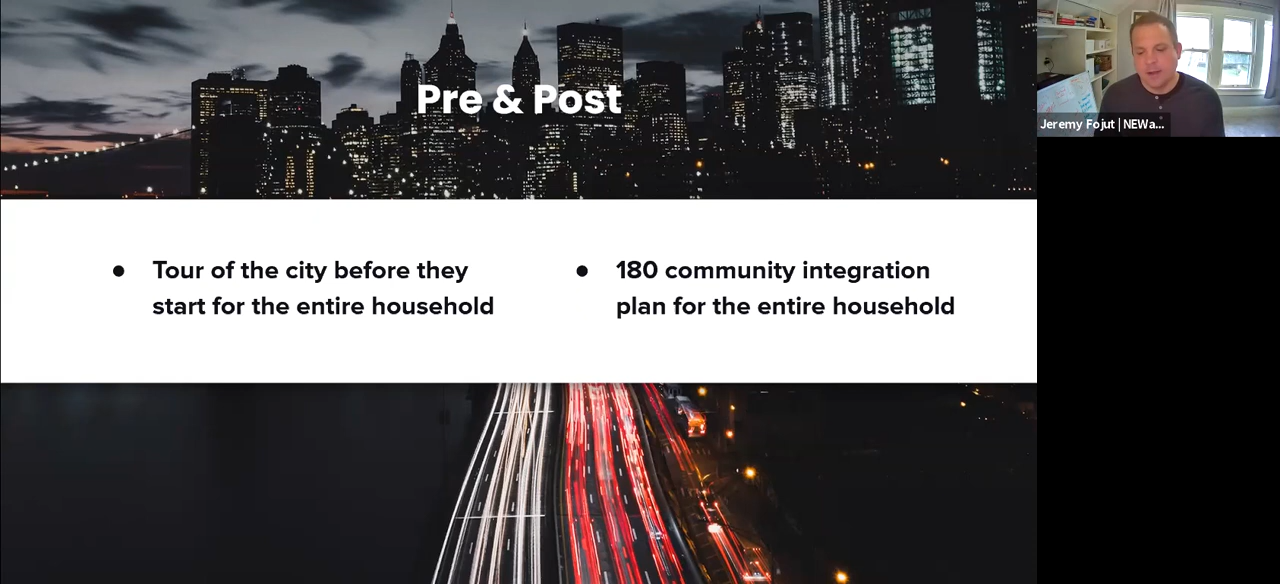 Pre & Post
● Tour of the city before they
start for the entire household
● 180 community integration
plan for the entire household
Jeremy Fojut | NEWa...